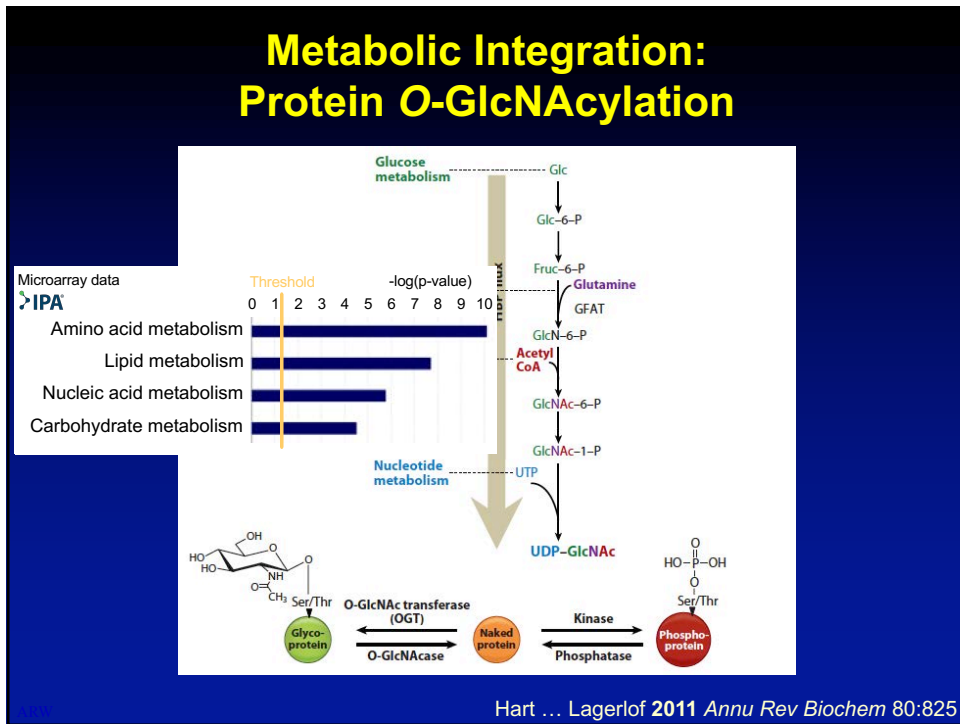 Metabolic Integration:
Protein O-GlcNAcylation
Glucose
metabolism
Glc
Glc–6–P
Fruc–6–P
Glutamine
GFAT
GlcN–6–P
Acetyl
CoA
GlcNAc–6–P
GlcNAc–1–P
Nucleotide
metabolism
UTP
UDP–GlcNAc
Microarray data
IPA
Threshold
-log(p-value)
0 1 2 3 4 5 6 7 8 9 10
Amino acid metabolism
Lipid metabolism
Nucleic acid metabolism
Carbohydrate metabolism
OH
HO
O
O
HO
OH
NH
O
CH3
Ser/Thr
Glyco-
protein
O-GlcNAc transferase
(OGT)
O-GlcNAcase
Naked
protein
Kinase
Phosphatase
O
HO–P–OH
O
Ser/Thr
Phospho-
protein
ARW
Hart … Lagerlof 2011 Annu Rev Biochem 80:825